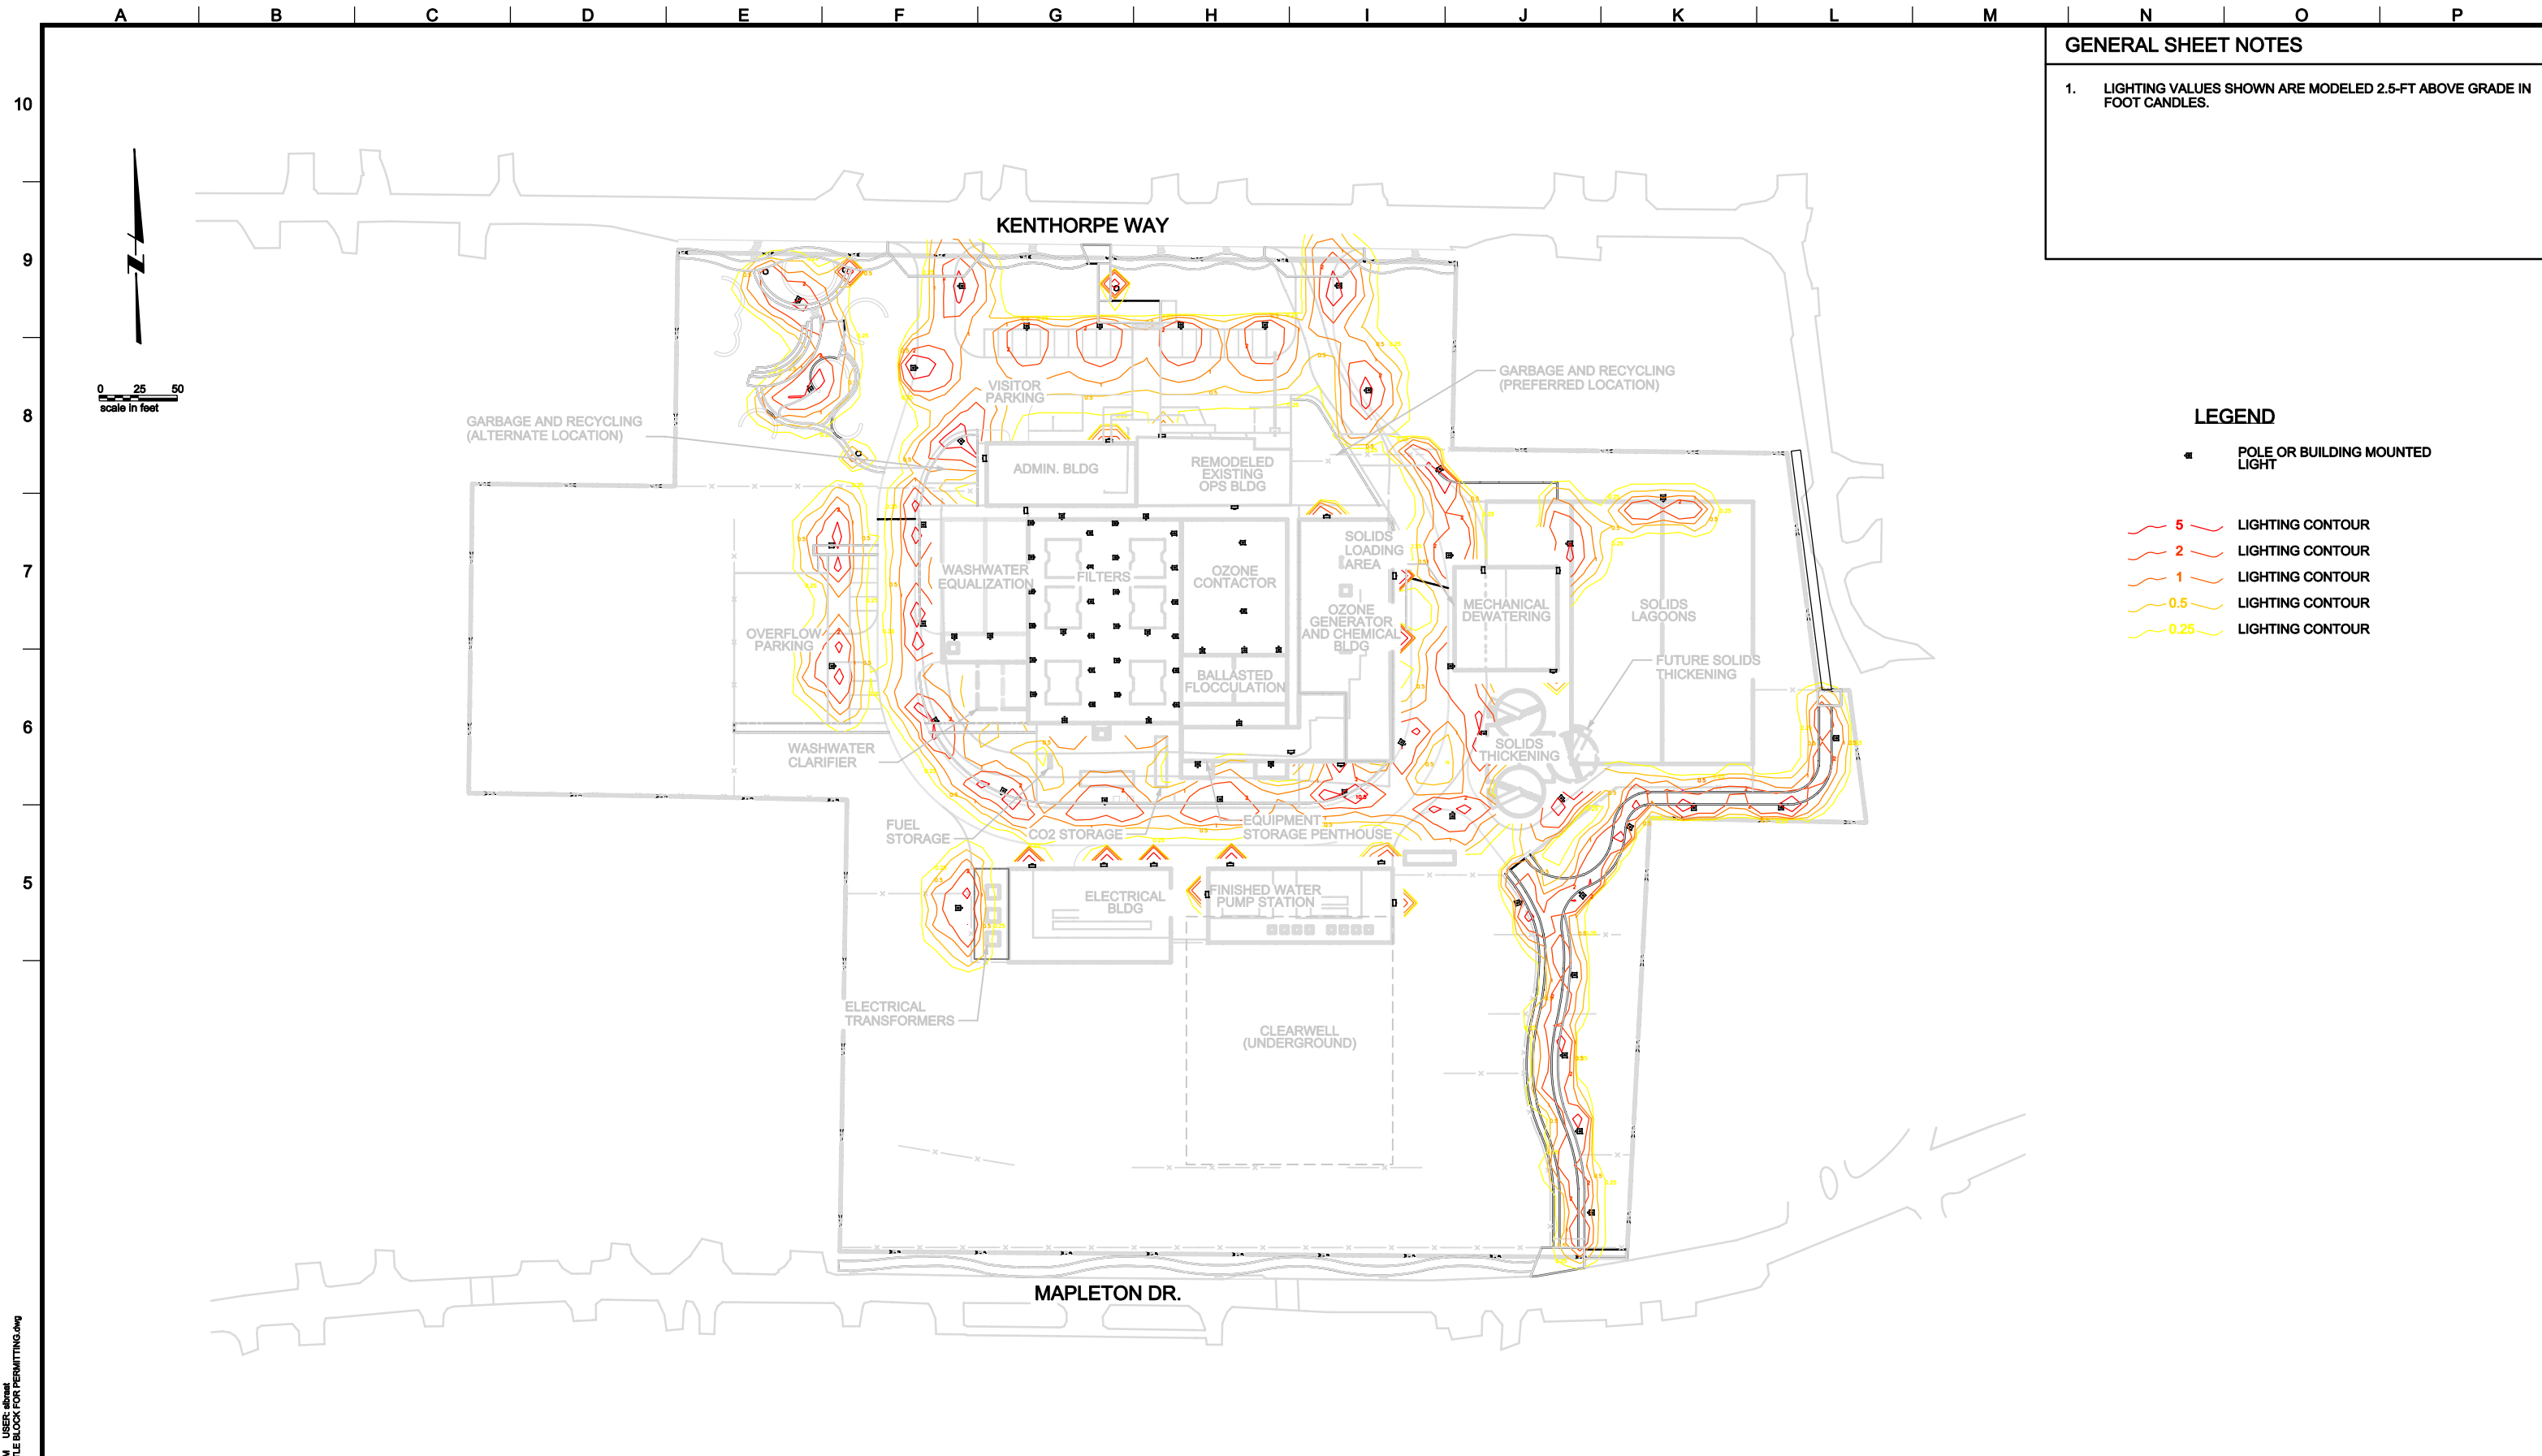 A B C D E F G H I J K L M N O P
10
9
8
7
6
5
GENERAL SHEET NOTES
1. LIGHTING VALUES SHOWN ARE MODELED 2.5-FT ABOVE GRADE IN
FOOT CANDLES.
0 25 50
scale in feet
KENTHORPE WAY
GARBAGE AND RECYCLING
(PREFERRED LOCATION)
VISITOR
PARKING
GARBAGE AND RECYCLING
(ALTERNATE LOCATION)
ADMIN. BLDG
REMODELED
EXISTING
OPS BLDG
SOLIDS
LOADING
AREA
WASHWATER
EQUALIZATION
FILTERS
OZONE
CONTACTOR
OZONE
GENERATOR
AND CHEMICAL
BLDG
MECHANICAL
DEWATERING
SOLIDS
LAGOONS
OVERFLOW
PARKING
BALLASTED
FLOCCULATION
FUTURE SOLIDS
THICKENING
WASHWATER
CLARIFIER
SOLIDS
THICKENING
FUEL
STORAGE
CO2 STORAGE
EQUIPMENT
STORAGE PENTHOUSE
ELECTRICAL
BLDG
FINISHED WATER
PUMP STATION
ELECTRICAL
TRANSFORMERS
CLEARWELL
(UNDERGROUND)
MAPLETON DR.
LEGEND
POLE OR BUILDING MOUNTED
LIGHT
5 LIGHTING CONTOUR
2 LIGHTING CONTOUR
1 LIGHTING CONTOUR
0.5 LIGHTING CONTOUR
0.25 LIGHTING CONTOUR
USER: 
TLE BLOCK FOR PERMITTING.dwg